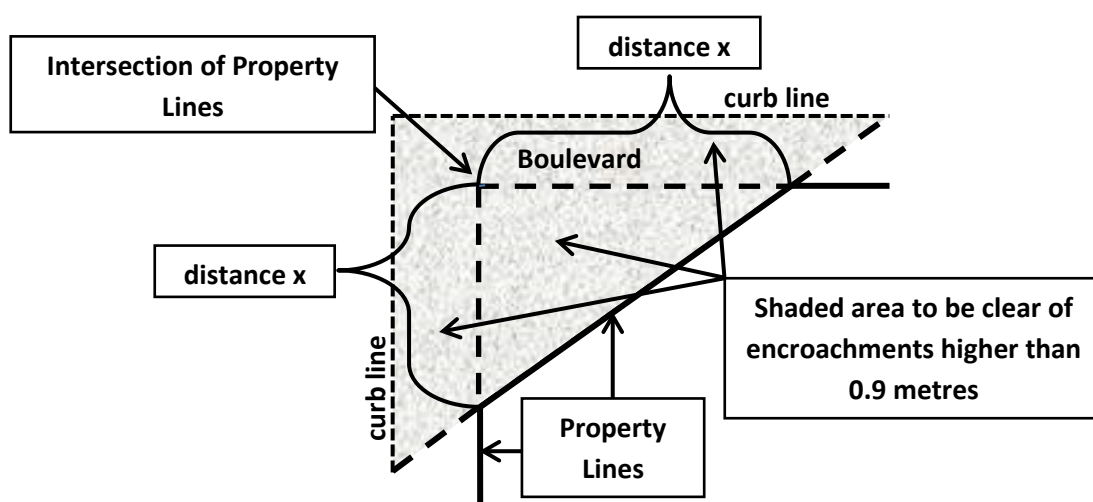 distance x
Intersection of Property
Lines
curb line
Boulevard
distance x
Shaded area to be clear of
encroachments higher than
0.9 metres
curb line
Property
Lines